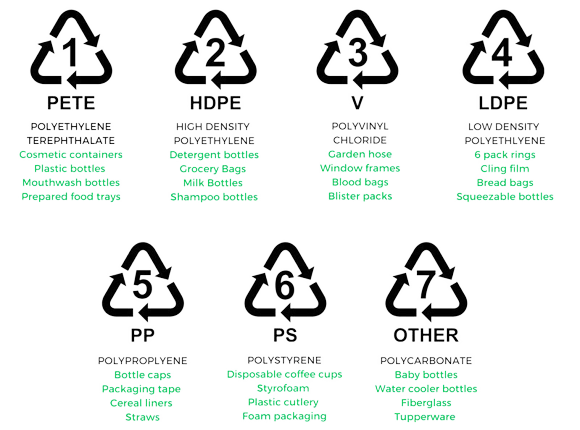 1
PETE
POLYETHYLENE
TEREPHTHALATE
Cosmetic containers
Plastic bottles
Mouthwash bottles
Prepared food trays
2
HDPE
HIGH DENSITY
POLYETHYLENE
Detergent bottles
Grocery Bags
Milk Bottles
Shampoo bottles
3
V
POLYVINYL
CHLORIDE
Garden hose
Window frames
Blood bags
Blister packs
4
LDPE
LOW DENSITY
POLYETHLYENE
6 pack rings
Cling film
Bread bags
Squeezable bottles
5
PP
POLYPROPLYENE
Bottle caps
Packaging tape
Cereal liners
Straws
6
PS
POLYSTYRENE
Disposable coffee cups
Styrofoam
Plastic cutlery
Foam packaging
7
OTHER
POLYCARBONATE
Baby bottles
Water cooler bottles
Fiberglass
Tupperware